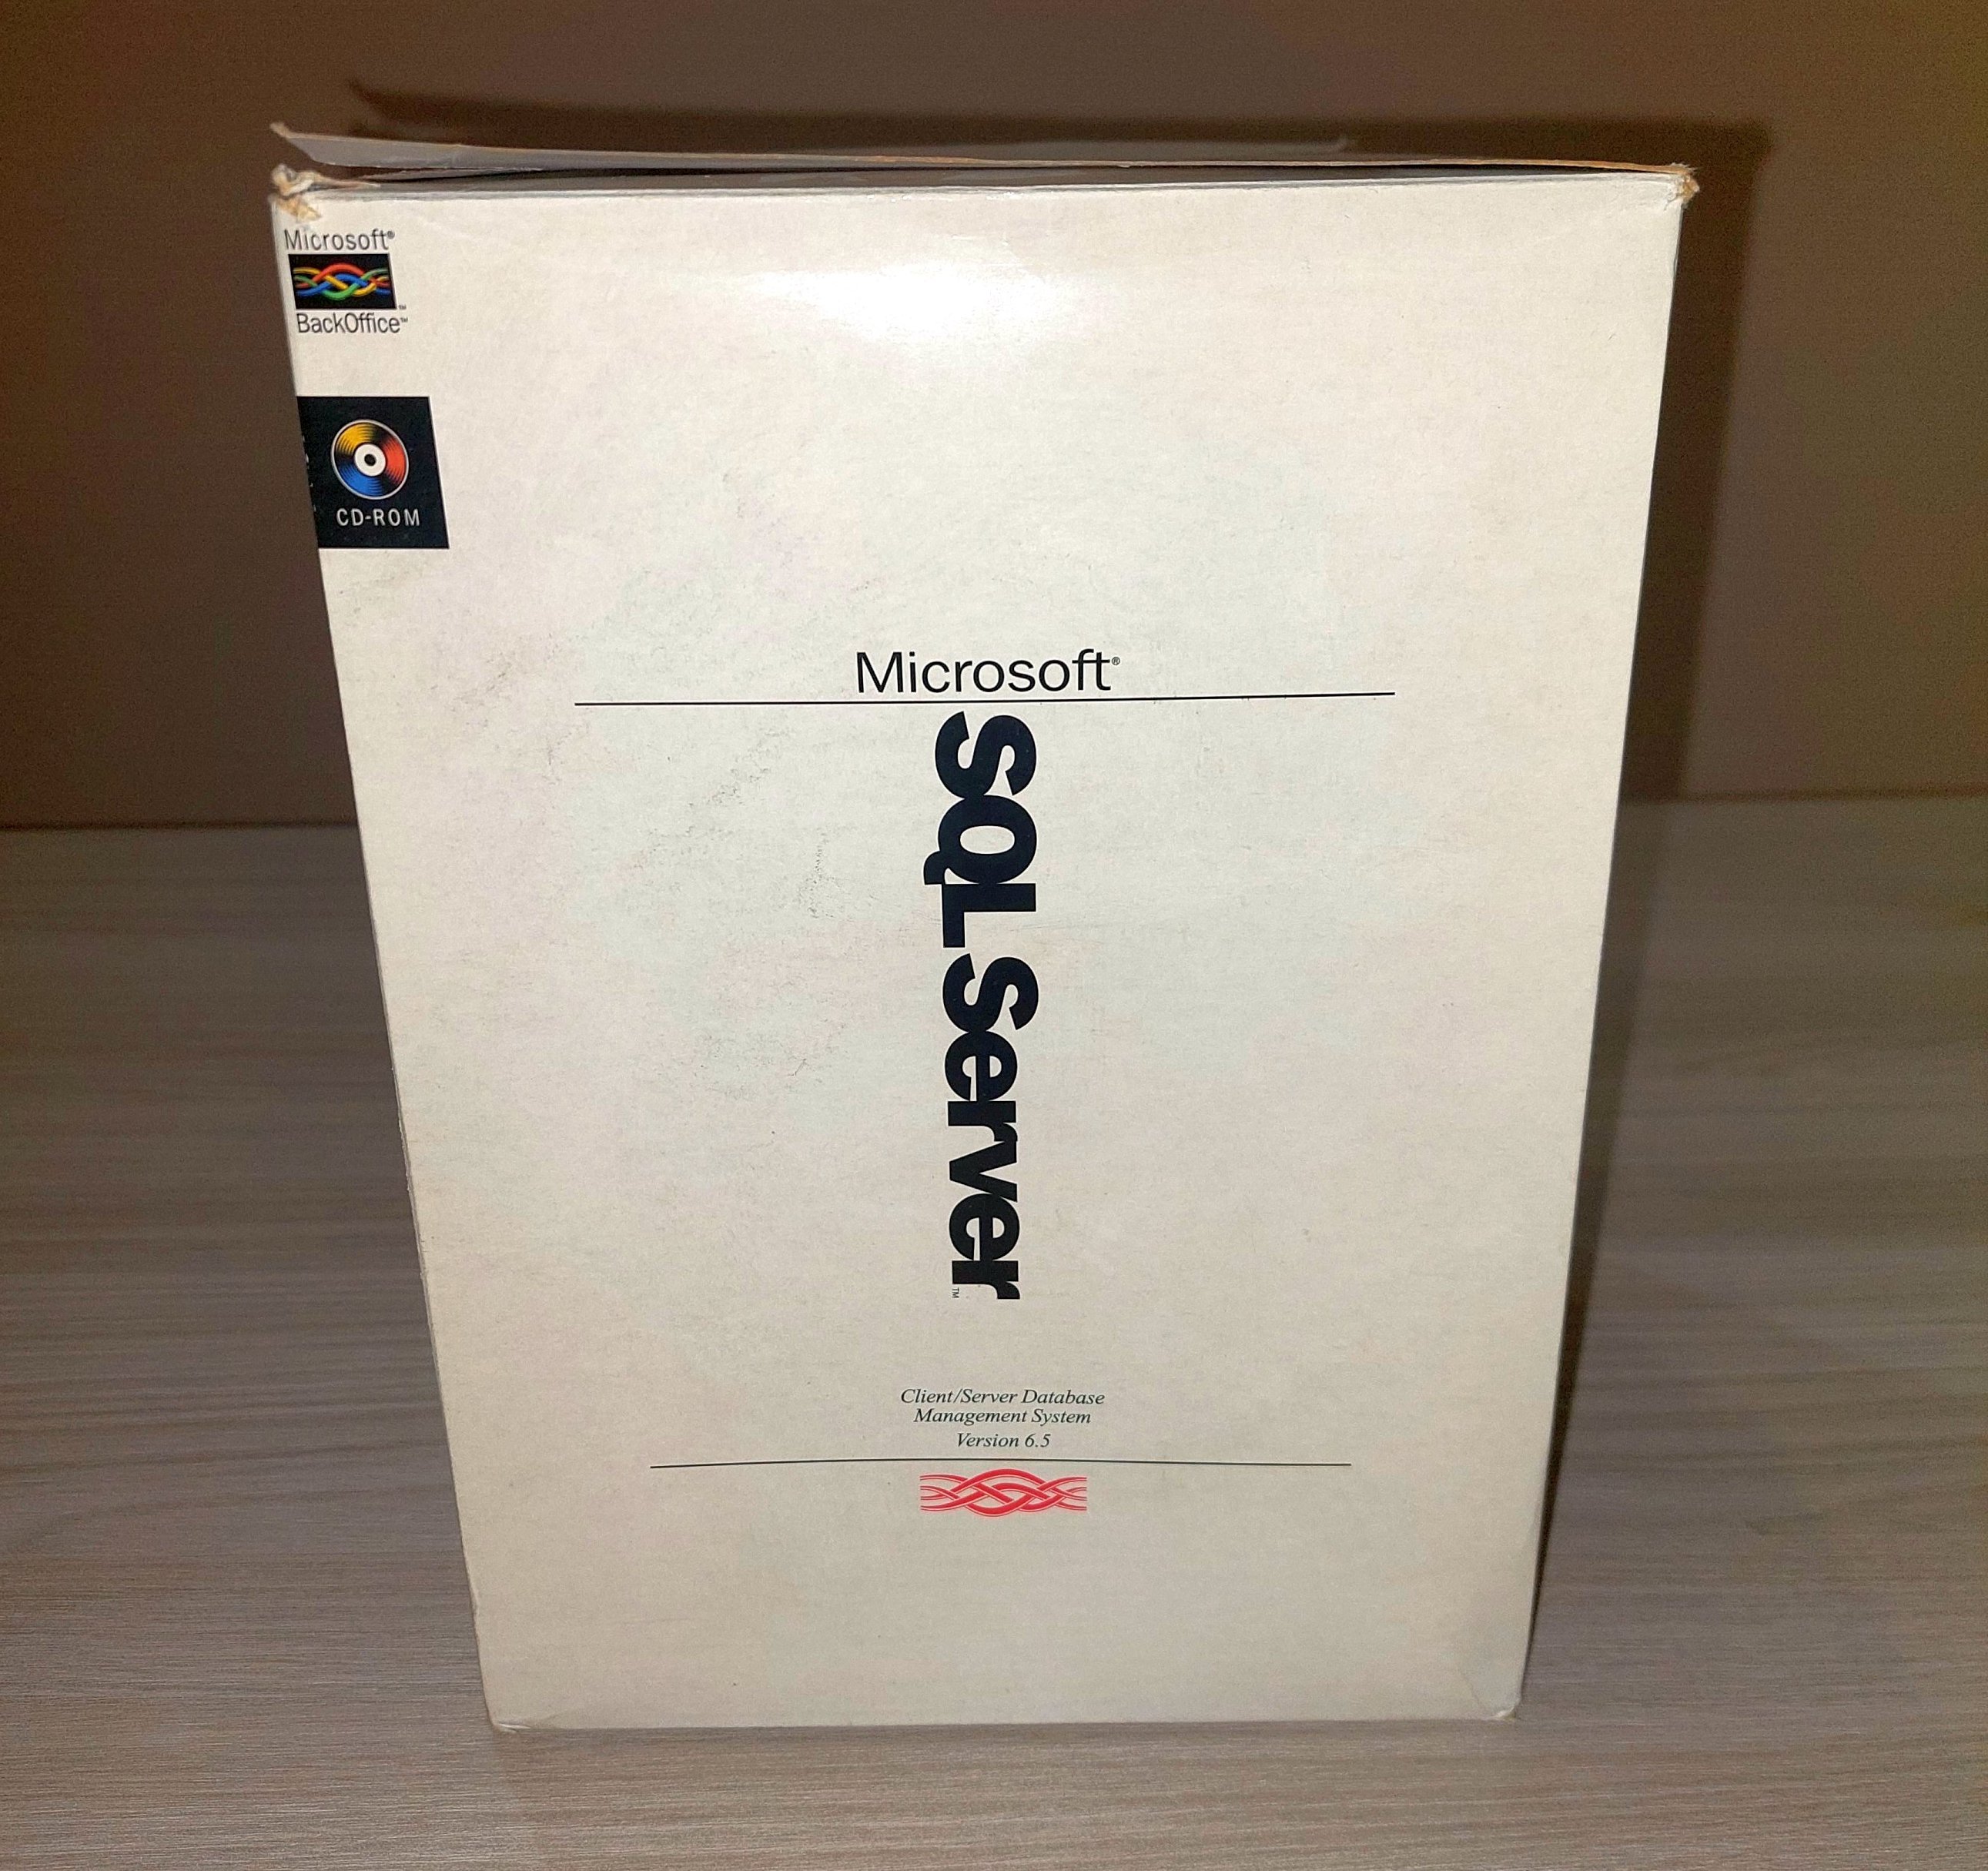 Microsoft®
BackOffice™
CD-ROM
Microsoft®
SQL Server™
Client/Server Database
Management System
Version 6.5